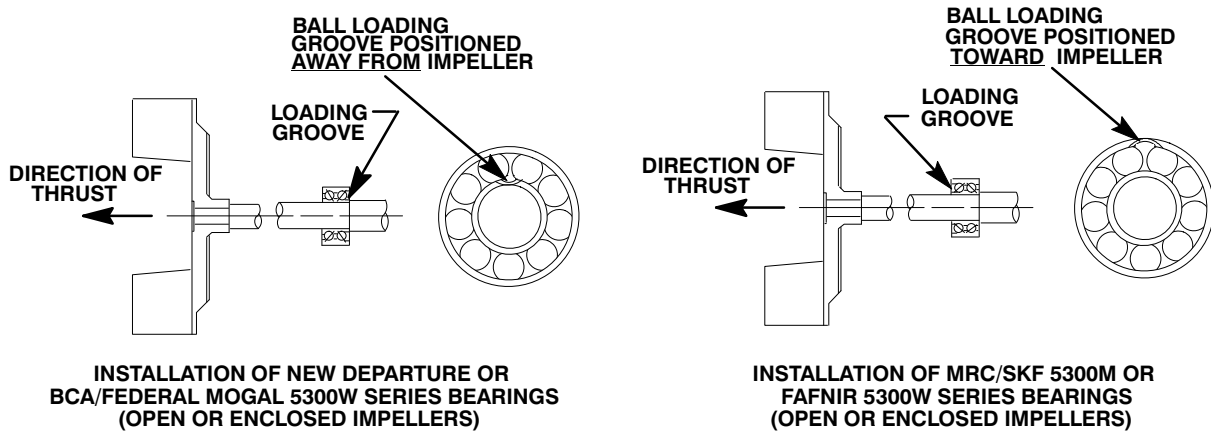 BALL LOADING
GROOVE POSITIONED
AWAY FROM IMPELLER
LOADING
GROOVE
DIRECTION OF
THRUST
INSTALLATION OF NEW DEPARTURE OR
BCA/FEDERAL MOGAL 5300W SERIES BEARINGS
(OPEN OR ENCLOSED IMPELLERS)
BALL LOADING
GROOVE POSITIONED
TOWARD IMPELLER
LOADING
GROOVE
DIRECTION OF
THRUST
INSTALLATION OF MRC/SKF 5300M OR
FAFNIR 5300W SERIES BEARINGS
(OPEN OR ENCLOSED IMPELLERS)